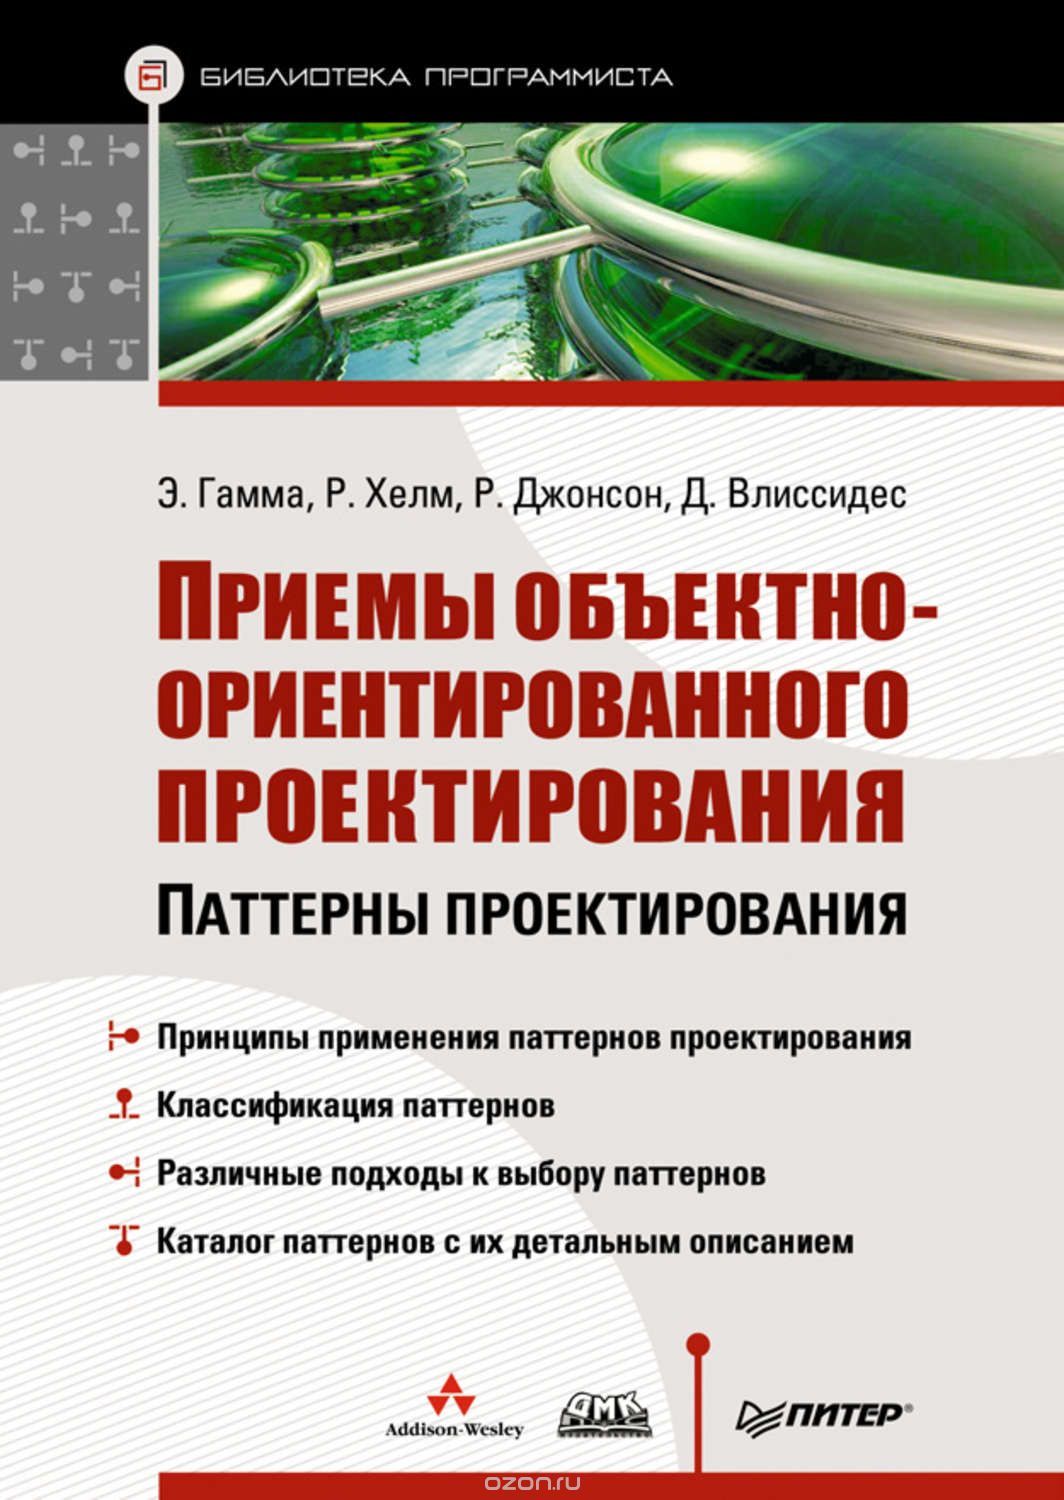 БИБЛИОТЕКА ПРОГРАММИСТА
Э. Гамма, Р. Хелм, Р. Джонсон, Д. Влиссидес
ПРИЕМЫ ОБЪЕКТНО-
ОРИЕНТИРОВАННОГО
ПРОЕКТИРОВАНИЯ
ПАТТЕРНЫ ПРОЕКТИРОВАНИЯ
Принципы применения паттернов проектирования
Классификация паттернов
Различные подходы к выбору паттернов
Каталог паттернов с их детальным описанием
Addison-Wesley
ДМК
ИЗДАТЕЛЬСТВО
ПИТЕР®
ozon.ru